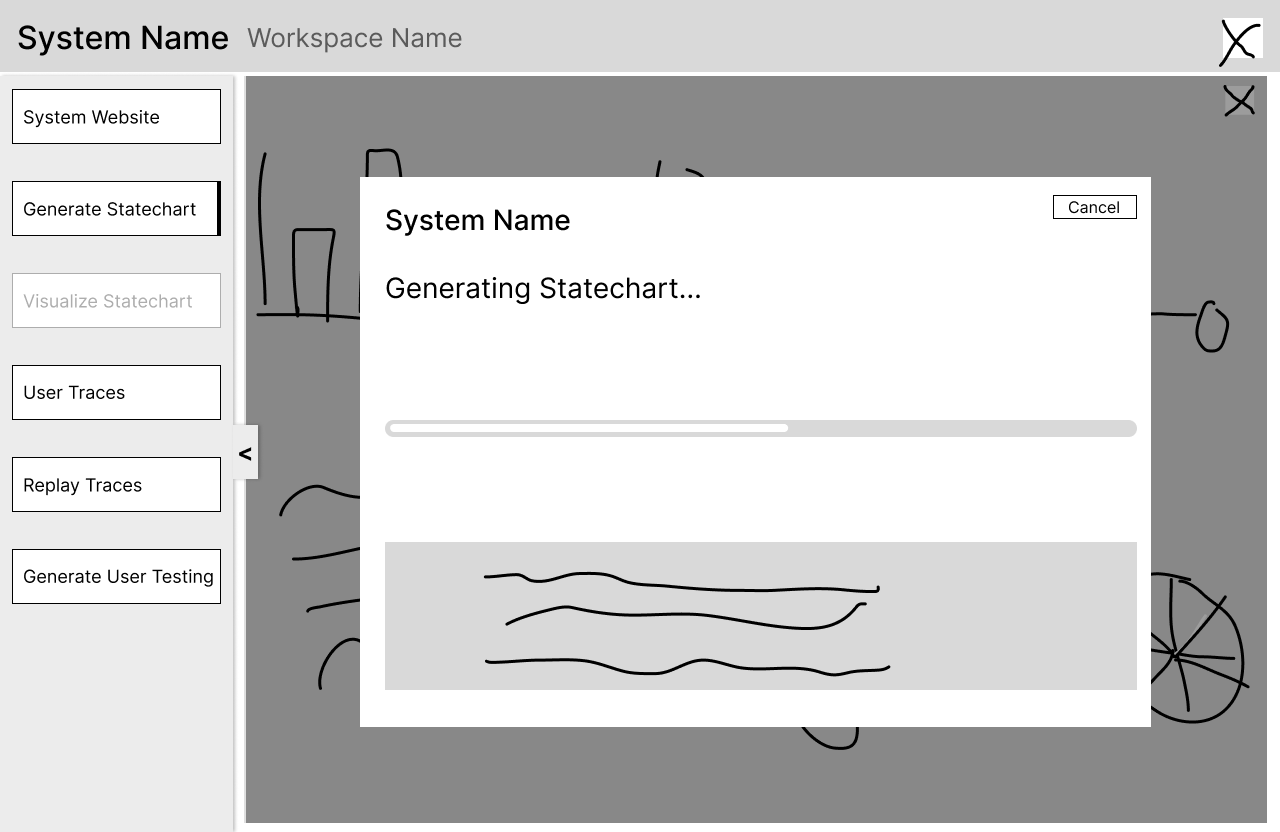 System Name Workspace Name
System Website
Generate Statechart
Visualize Statechart
User Traces
Replay Traces
Generate User Testing
<
System Name
Cancel
Generating Statechart...